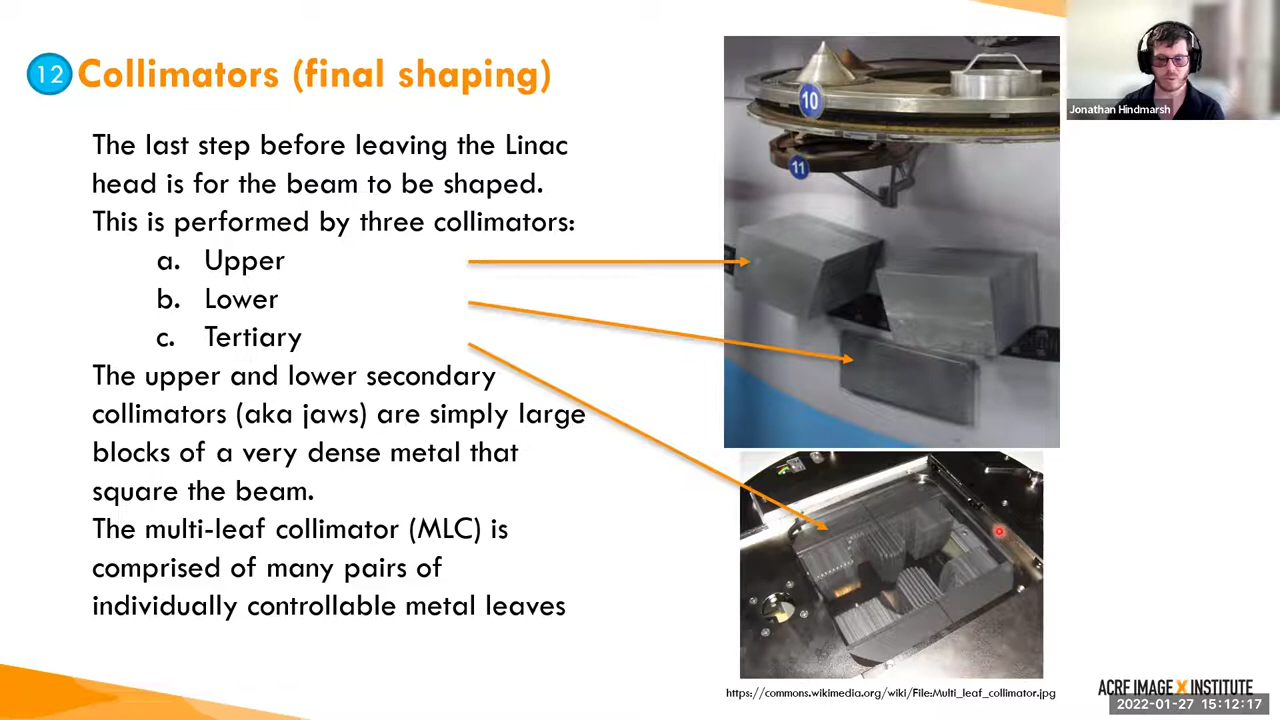 12 Collimators (final shaping)
The last step before leaving the Linac
head is for the beam to be shaped.
This is performed by three collimators:
a. Upper
b. Lower
c. Tertiary
The upper and lower secondary
collimators (aka jaws) are simply large
blocks of a very dense metal that
square the beam.
The multi-leaf collimator (MLC) is
comprised of many pairs of
individually controllable metal leaves
10
11
https://commons.wikimedia.org/wiki/File:Multi_leaf_collimator.jpg
Jonathan Hindmarsh
ACRF IMAGE X INSTITUTE
2022-01-27 15:12:17